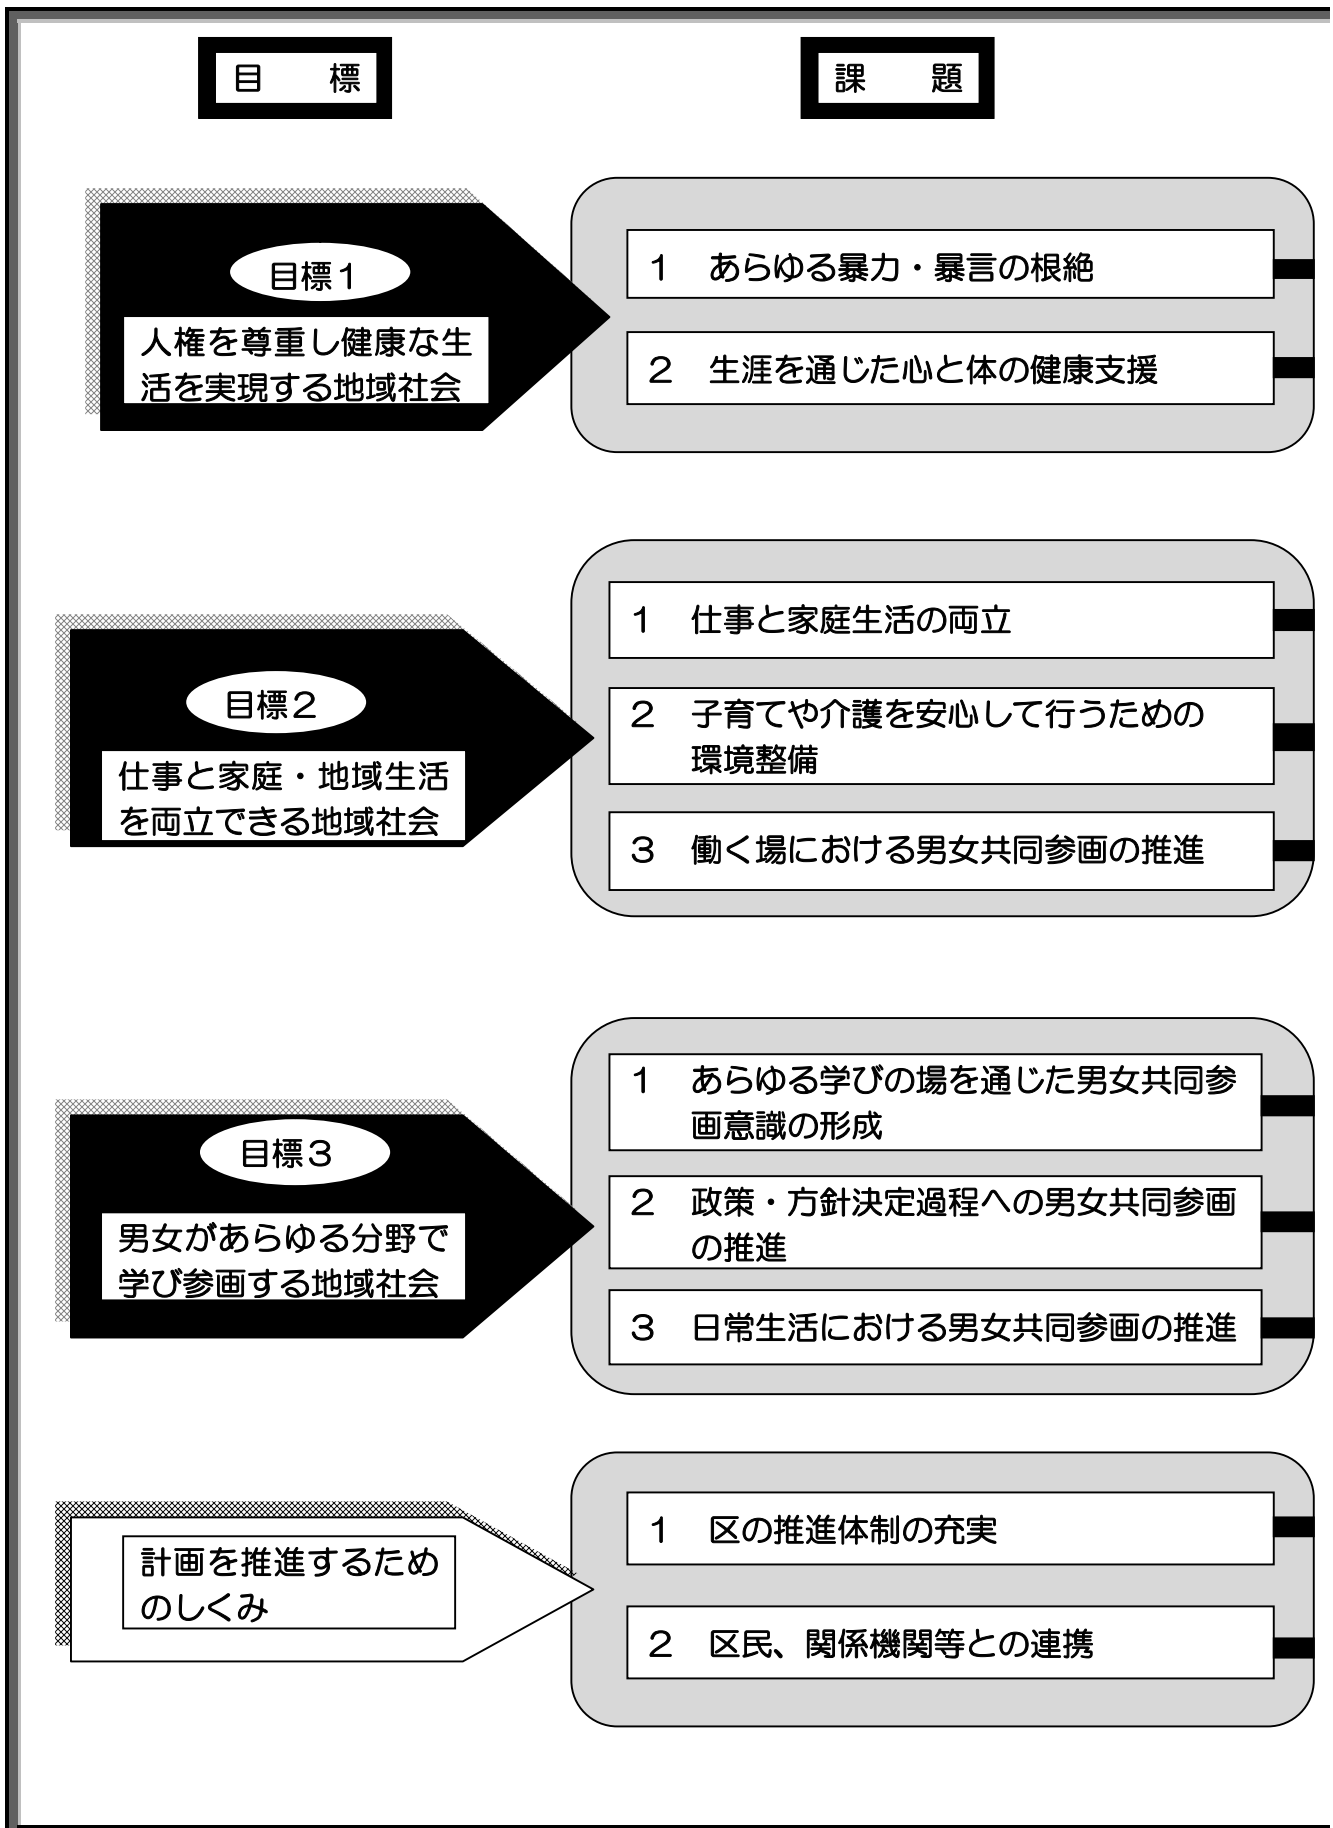 目　標
課　題
目標１
人権を尊重し健康な生
活を実現する地域社会
１　あらゆる暴力・暴言の根絶
２　生涯を通じた心と体の健康支援
目標２
仕事と家庭・地域生活
を両立できる地域社会
１　仕事と家庭生活の両立
２　子育てや介護を安心して行うための
環境整備
３　働く場における男女共同参画の推進
目標３
男女があらゆる分野で
学び参画する地域社会
１　あらゆる学びの場を通じた男女共同参
画意識の形成
２　政策・方針決定過程への男女共同参画
の推進
３　日常生活における男女共同参画の推進
計画を推進するため
のしくみ
１　区の推進体制の充実
２　区民、関係機関等との連携